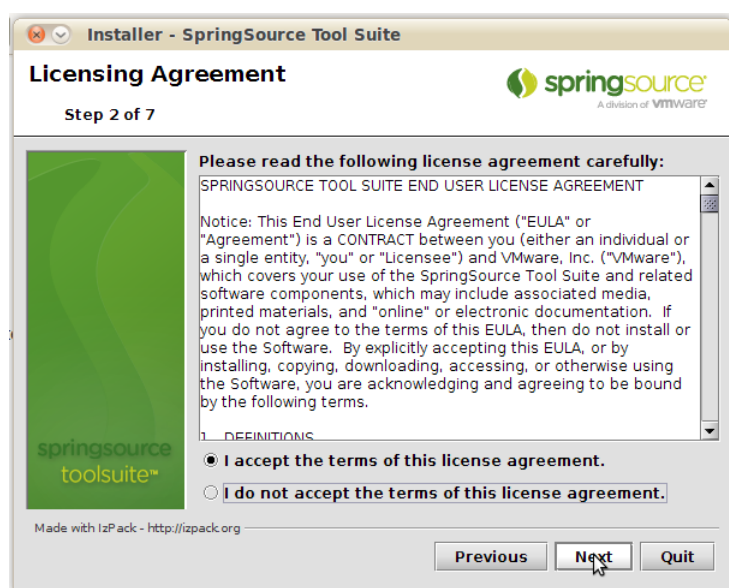 Installer - SpringSource Tool Suite
Licensing Agreement
springsource
Step 2 of 7
A division of vmware
Please read the following license agreement carefully:
SPRINGSOURCE TOOL SUITE END USER LICENSE AGREEMENT
Notice: This End User License Agreement ("EULA" or
"Agreement") is a CONTRACT between you (either an individual or
a single entity, "you" or "Licensee") and VMware, Inc. ("VMware"),
which covers your use of the SpringSource Tool Suite and related
software components, which may include associated media,
printed materials, and "online" or electronic documentation.  If
you do not agree to the terms of this EULA, then do not install or
use the Software.  By explicitly accepting this EULA, or by
installing, copying, downloading, accessing, or otherwise using
the Software, you are acknowledging and agreeing to be bound
by the following terms.
1.  DEFINITIONS
springsource
toolsuite™
I accept the terms of this license agreement.
I do not accept the terms of this license agreement.
Made with IzPack - http://izpack.org
Previous Next Quit